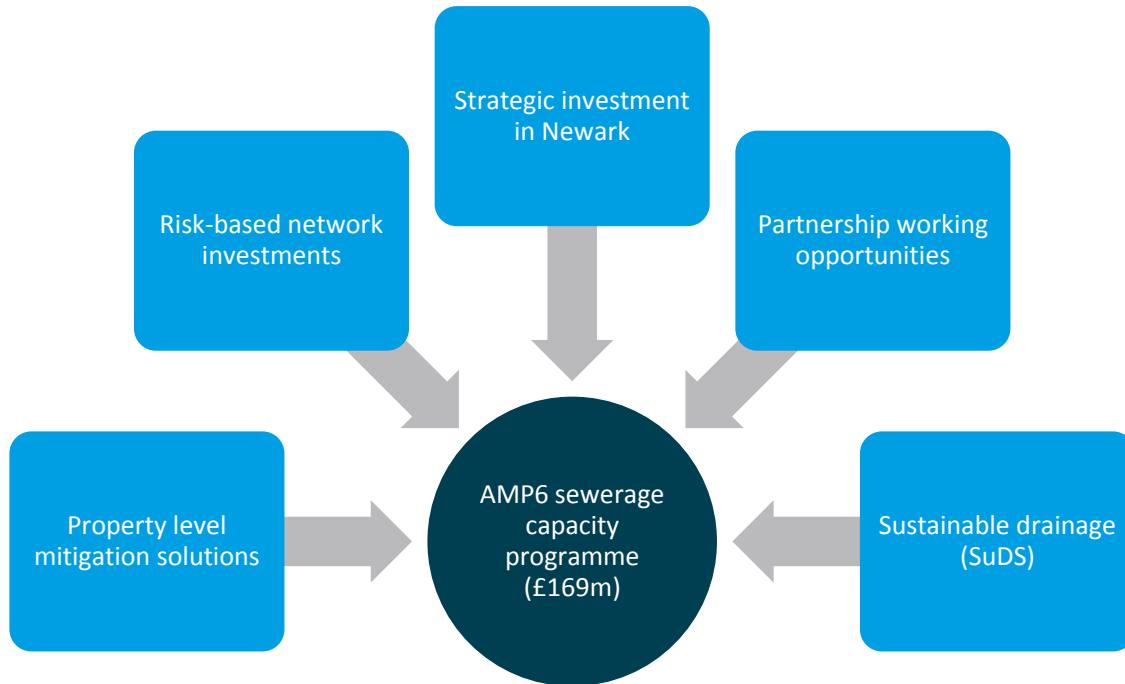 Strategic investment
in Newark
Risk-based network
investments
Partnership working
opportunities
Property level
mitigation solutions
AMP6 sewerage
capacity
programme
(£169m)
Sustainable drainage
(SuDS)